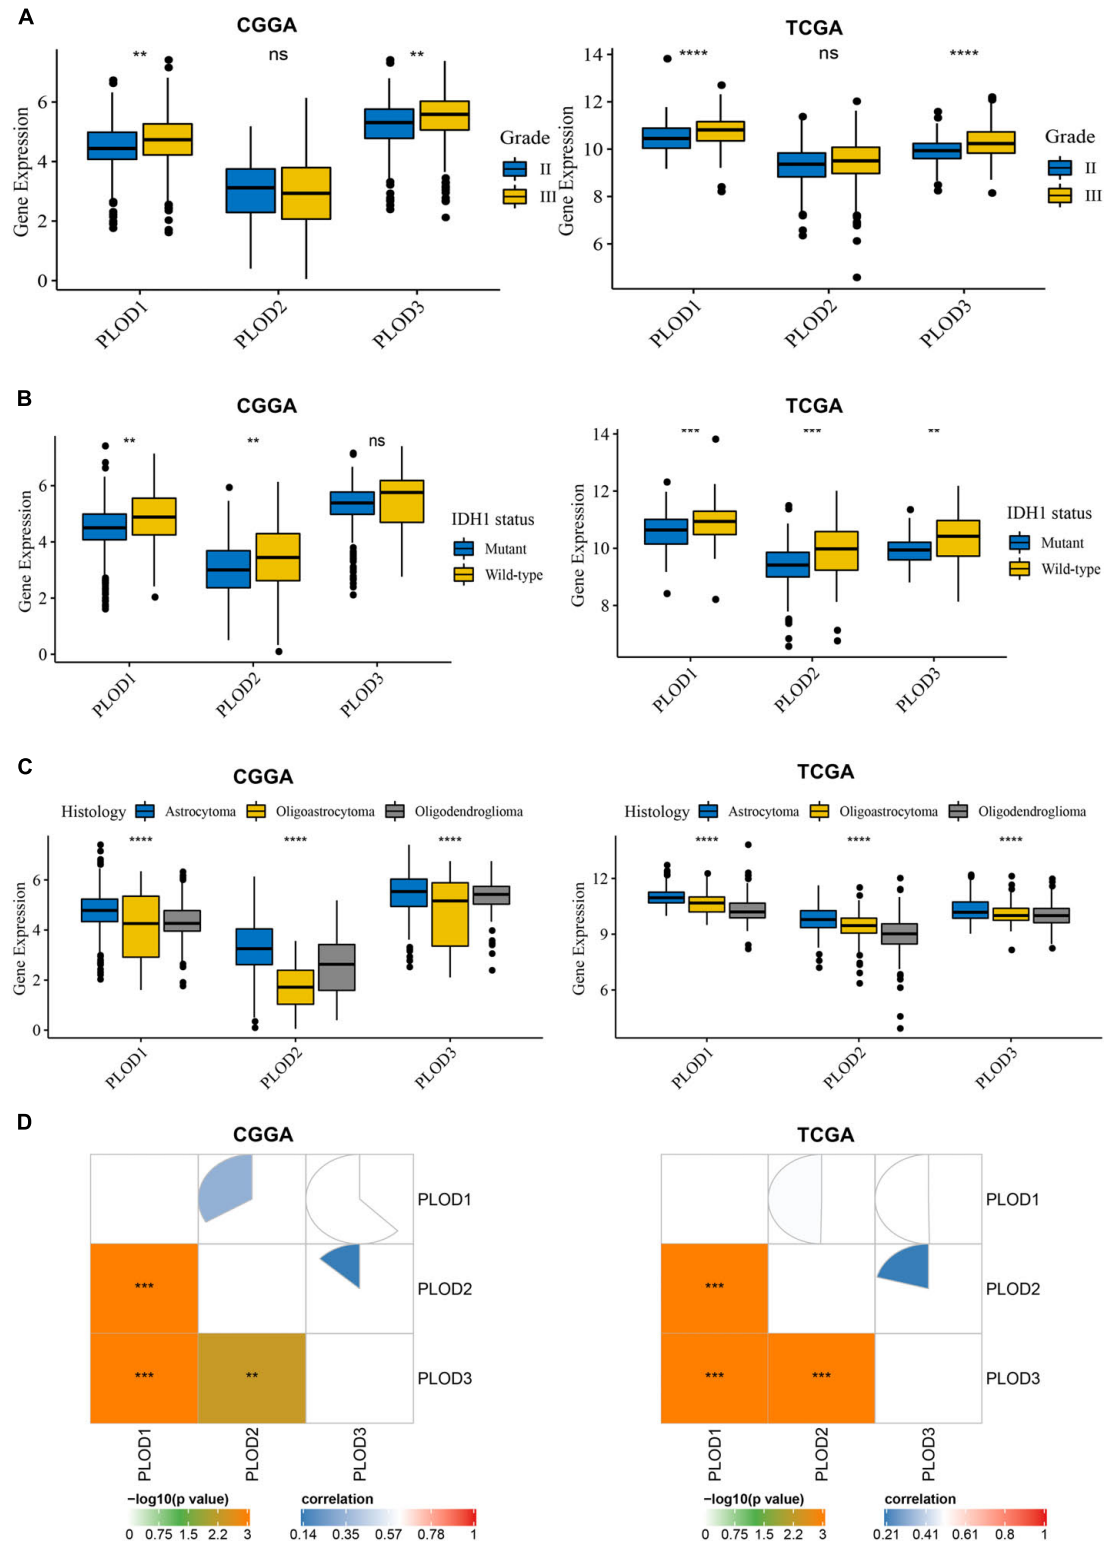 A
CGGA
TCGA
** ns **
**** ns ****
Gene Expression
6
4
2
0
PLOD1 PLOD2 PLOD3
Grade
II
III
Gene Expression
14
12
10
8
6
PLOD1 PLOD2 PLOD3
Grade
II
III
B
CGGA
TCGA
** ** ns
*** *** **
Gene Expression
6
4
2
0
PLOD1 PLOD2 PLOD3
IDH1 status
Mutant
Wild-type
Gene Expression
14
12
10
8
PLOD1 PLOD2 PLOD3
IDH1 status
Mutant
Wild-type
C
CGGA
TCGA
Histology Astrocytoma Oligoastrocytoma Oligodendroglioma
Histology Astrocytoma Oligoastrocytoma Oligodendroglioma
**** **** ****
**** **** ****
Gene Expression
6
4
2
0
PLOD1 PLOD2 PLOD3
Gene Expression
12
9
6
PLOD1 PLOD2 PLOD3
D
CGGA
TCGA
PLOD1
*** PLOD2
*** ** PLOD3
PLOD1 PLOD2 PLOD3
PLOD1
*** PLOD2
*** *** PLOD3
PLOD1 PLOD2 PLOD3
−log10(p value)
0 0.75 1.5 2.2 3
correlation
0.14 0.35 0.57 0.78 1
−log10(p value)
0 0.75 1.5 2.2 3
correlation
0.21 0.41 0.61 0.8 1